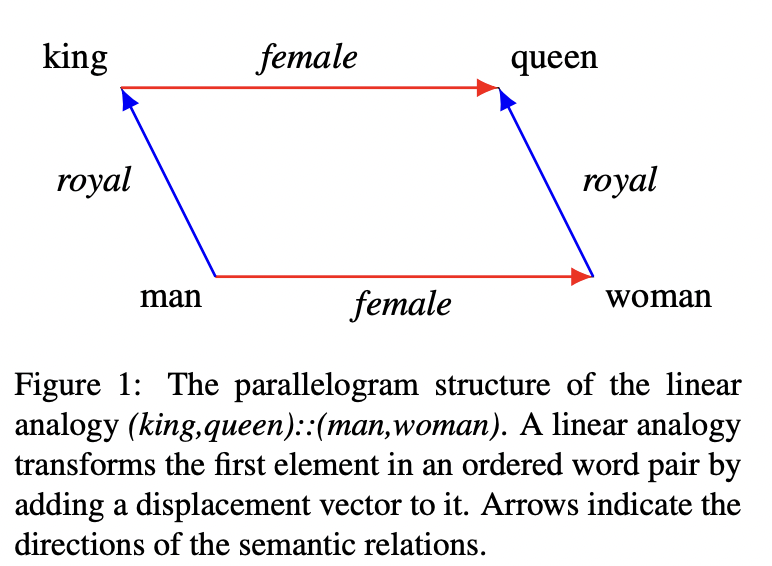 king female queen
royal royal
man female woman
Figure 1: The parallelogram structure of the linear
analogy (king,queen)::(man,woman). A linear analogy
transforms the first element in an ordered word pair by
adding a displacement vector to it. Arrows indicate the
directions of the semantic relations.